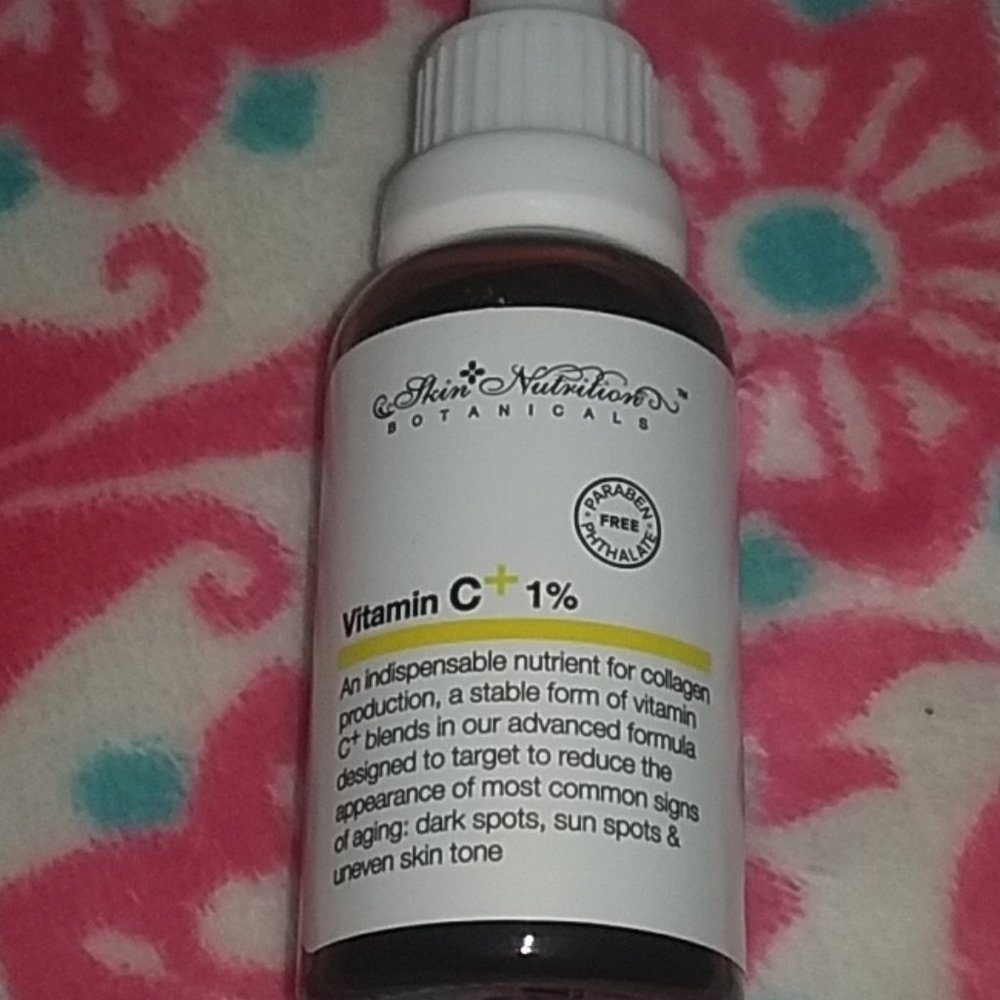 Skin Nutrition™
BOTANICALS
PARABEN
FREE
PHTHALATE
Vitamin C+ 1%
An indispensable nutrient for collagen
production, a stable form of vitamin
C+ blends in our advanced formula
designed to target to reduce the
appearance of most common signs
of aging: dark spots, sun spots &
uneven skin tone